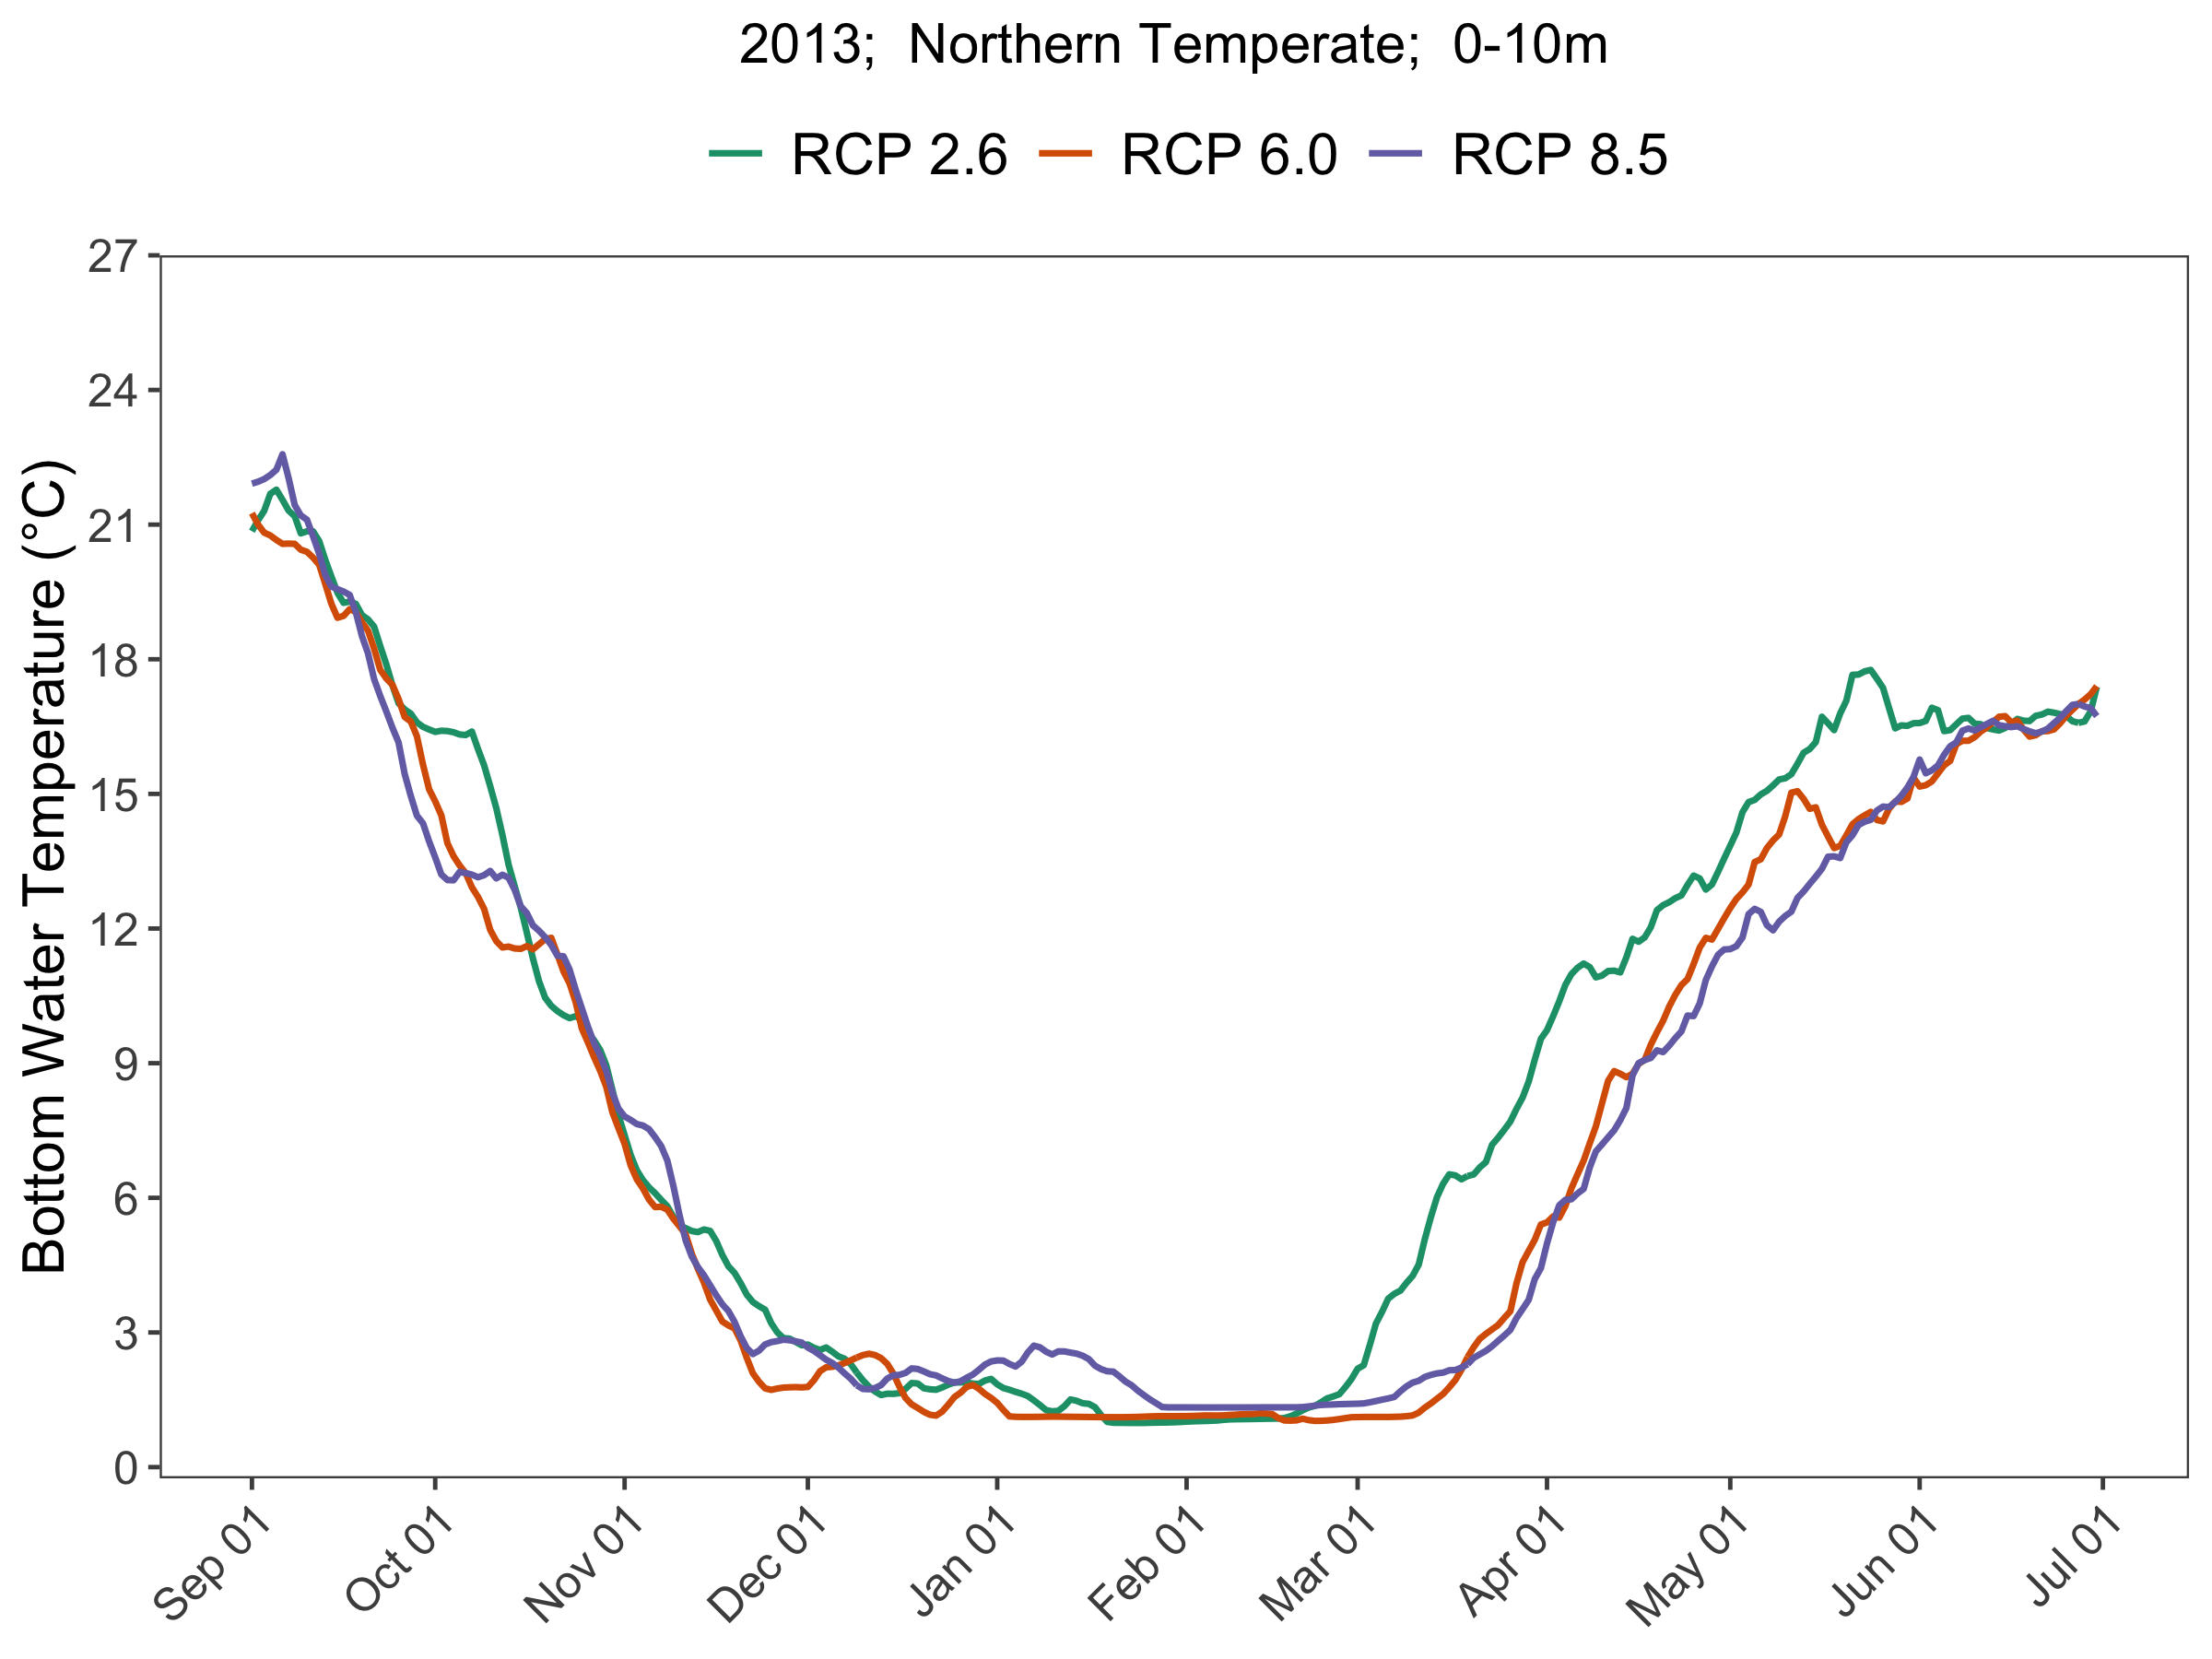 2013;  Northern Temperate;  0-10m
RCP 2.6 RCP 6.0 RCP 8.5
Bottom Water Temperature (°C)
27
24
21
18
15
12
9
6
3
0
Sep 01 Oct 01 Nov 01 Dec 01 Jan 01 Feb 01 Mar 01 Apr 01 May 01 Jun 01 Jul 01